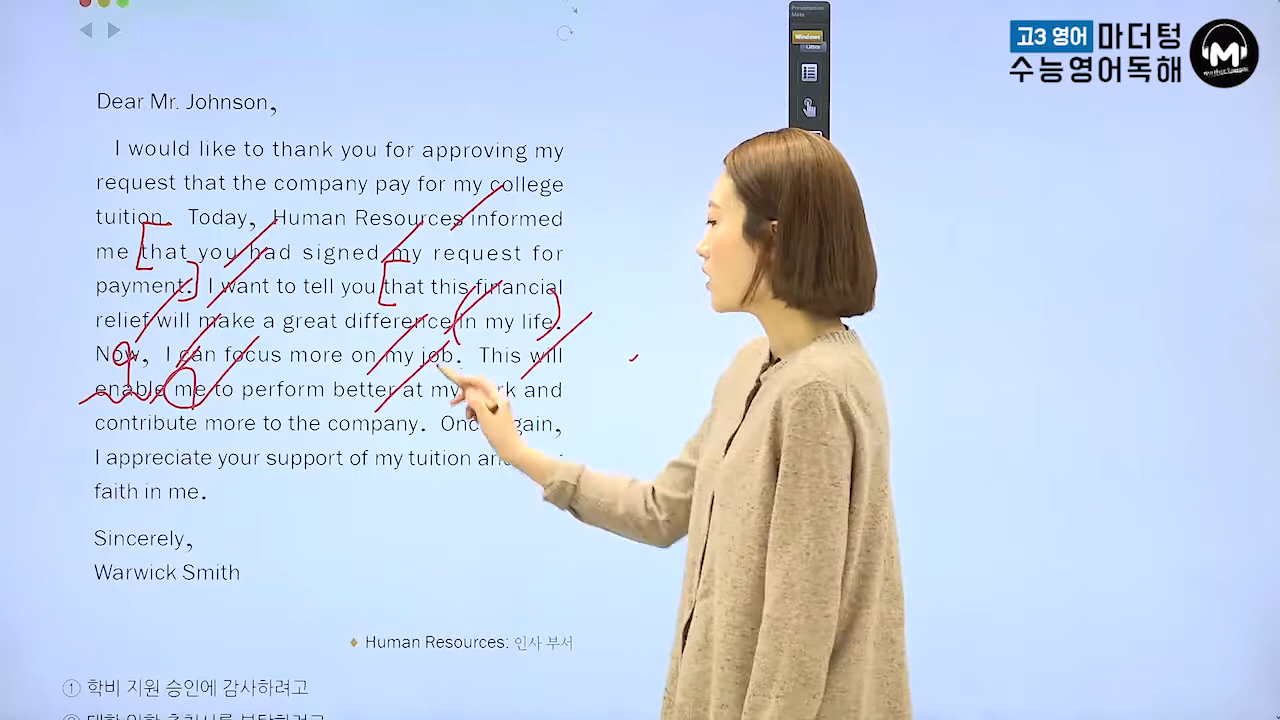 Presentation
Mate
Windows
Office
고3 영어 마더텅
수능영어독해
M
Dear Mr. Johnson,
I would like to thank you for approving my
request that the company pay for my college
tuition. Today, Human Resources informed
me that you had signed my request for
payment. I want to tell you that this financial
relief will make a great difference in my life.
Now, I can focus more on my job. This will
enable me to perform better at my and
contribute more to the company. Once again,
I appreciate your support of my tuition and
faith in me.
Sincerely,
Warwick Smith
♦ Human Resources: 인사 부서
① 학비 지원 승인에 감사하려고